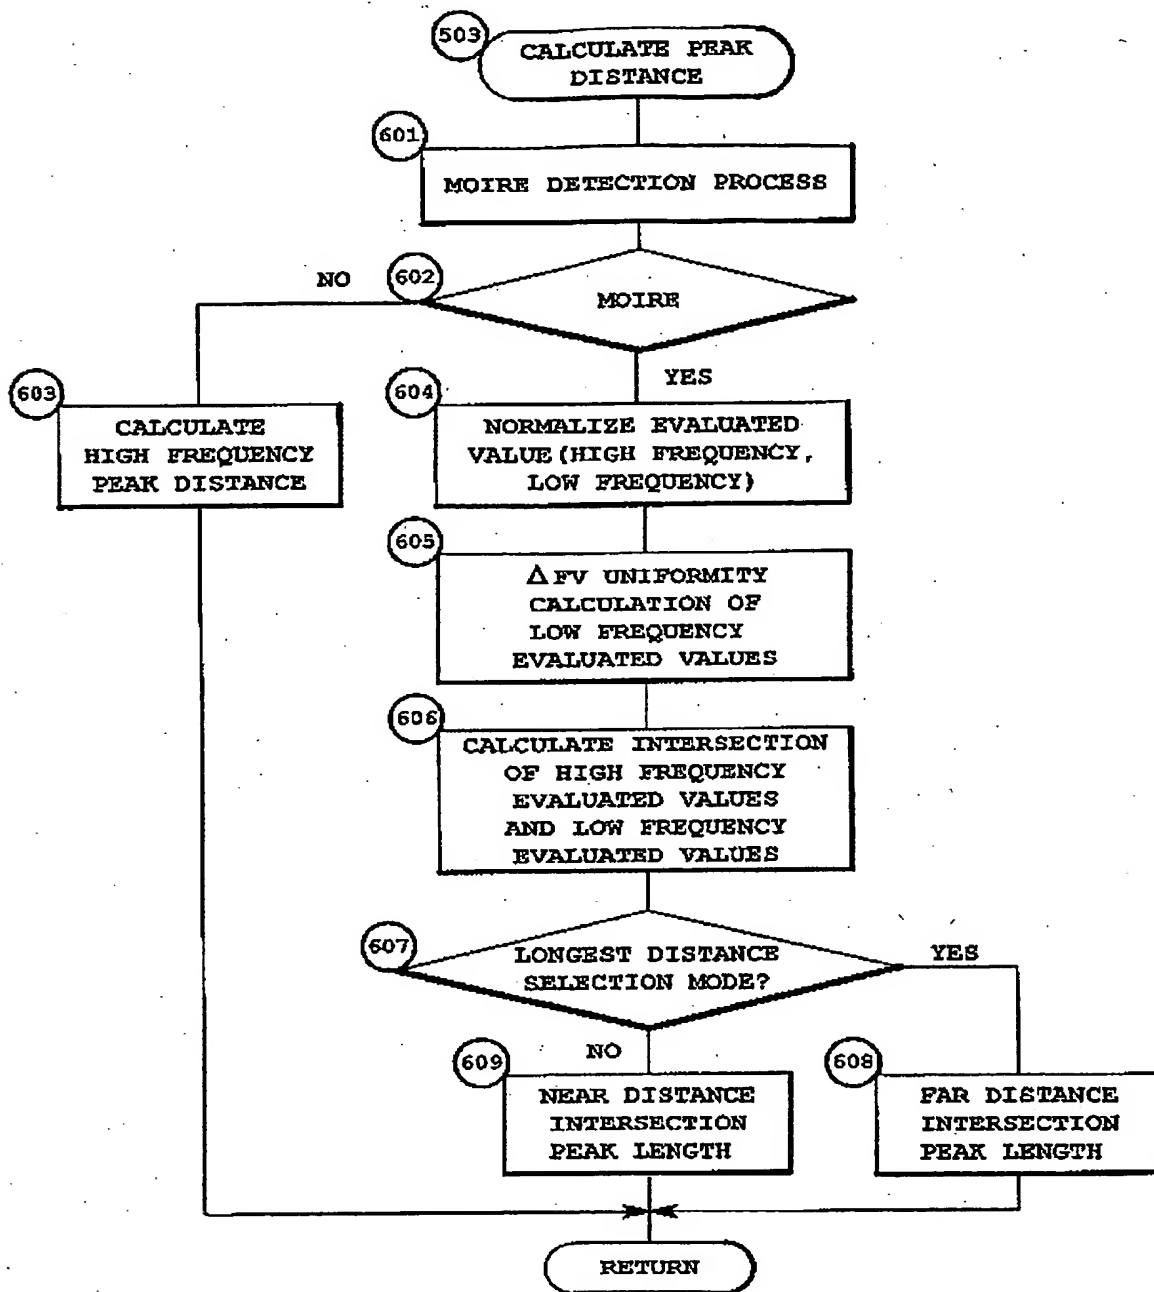 503
CALCULATE PEAK
DISTANCE
601
MOIRE DETECTION PROCESS
NO
602
MOIRE
YES
603
CALCULATE
HIGH FREQUENCY
PEAK DISTANCE
604
NORMALIZE EVALUATED
VALUE(HIGH FREQUENCY,
LOW FREQUENCY)
605
ΔFV UNIFORMITY
CALCULATION OF
LOW FREQUENCY
EVALUATED VALUES
606
CALCULATE INTERSECTION
OF HIGH FREQUENCY
EVALUATED VALUES
AND LOW FREQUENCY
EVALUATED VALUES
607
LONGEST DISTANCE
SELECTION MODE?
YES
NO
609
NEAR DISTANCE
INTERSECTION
PEAK LENGTH
608
FAR DISTANCE
INTERSECTION
PEAK LENGTH
RETURN